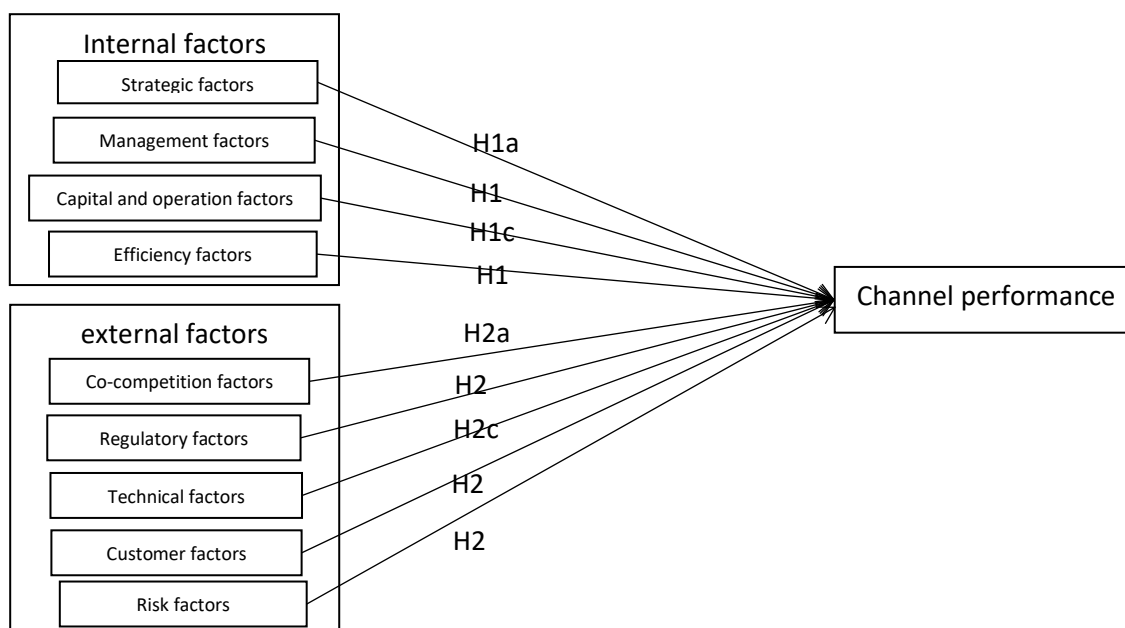 Internal factors
Strategic factors
Management factors
Capital and operation factors
Efficiency factors
H1a
H1
H1c
H1
external factors
Co-competition factors
Regulatory factors
Technical factors
Customer factors
Risk factors
H2a
H2
H2c
H2
H2
Channel performance